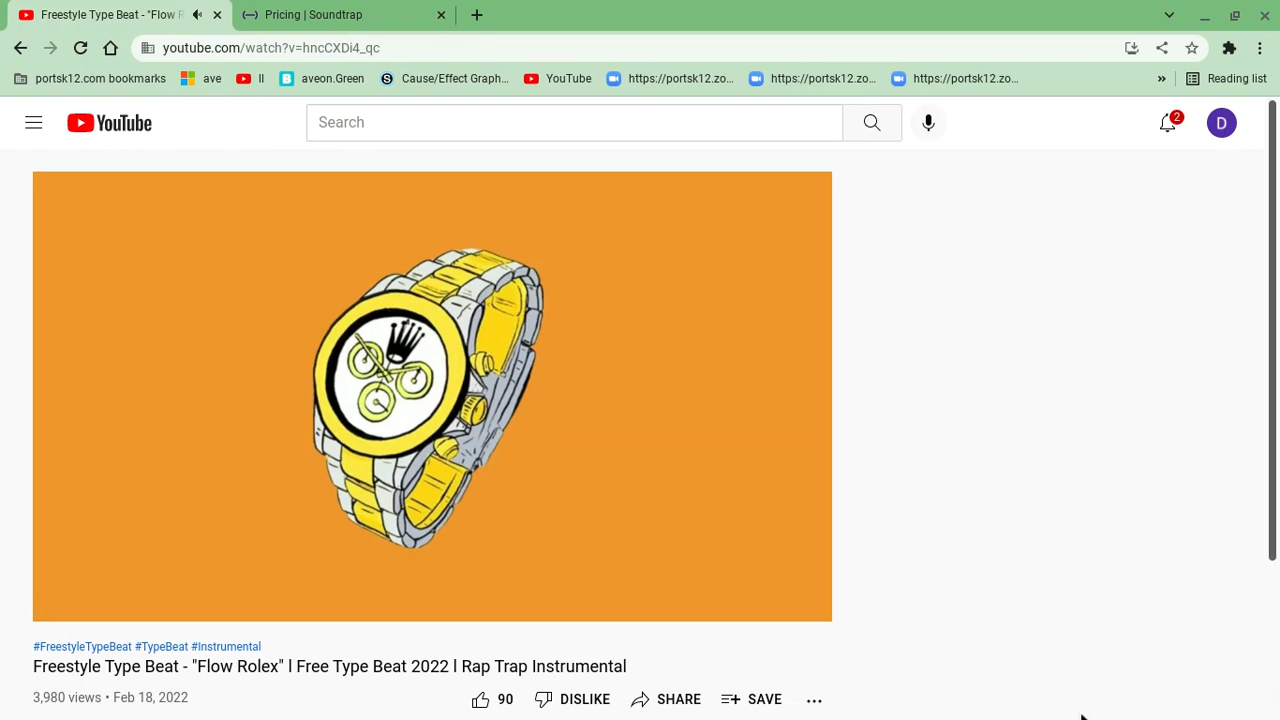 Freestyle Type Beat - "Flow R
Pricing | Soundtrap
youtube.com/watch?v=hncCXDi4_qc
portsk12.com bookmarks ave II aveon.Green Cause/Effect Graph... YouTube https://portsk12.zo... https://portsk12.zo... https://portsk12.zo... » Reading list
YouTube
Search
2
D
#FreestyleTypeBeat #TypeBeat #Instrumental
Freestyle Type Beat - "Flow Rolex" l Free Type Beat 2022 l Rap Trap Instrumental
3,980 views • Feb 18, 2022
90 DISLIKE SHARE SAVE ...